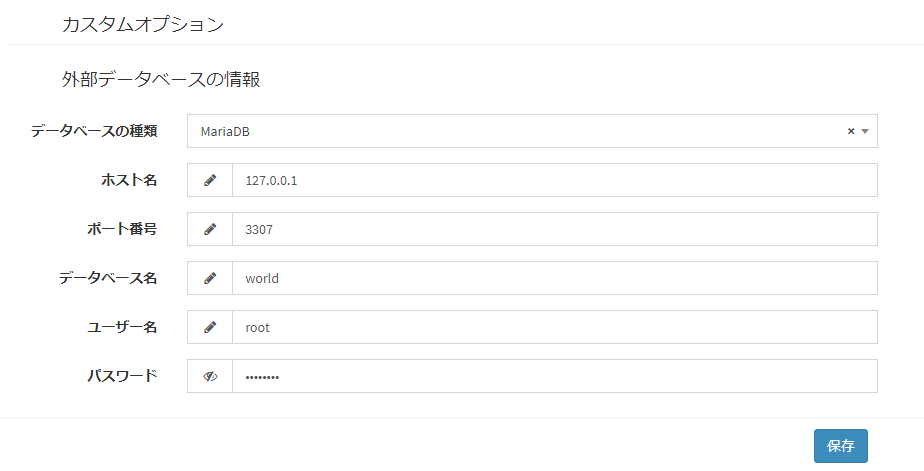 カスタムオプション
外部データベースの情報
データベースの種類 MariaDB × 
ホスト名 127.0.0.1
ポート番号 3307
データベース名 world
ユーザー名 root
パスワード ••••••••
保存